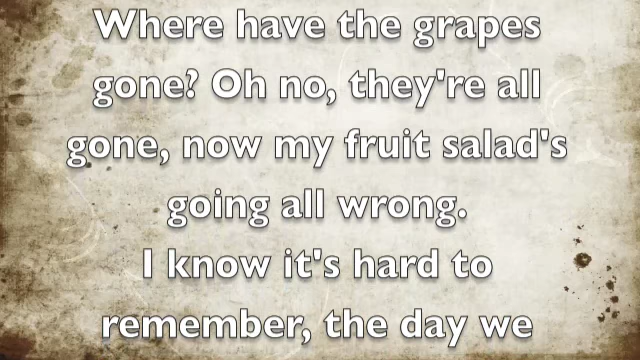 Where have the grapes
gone? Oh no, they're all
gone, now my fruit salad's
going all wrong.
I know it's hard to
remember, the day we